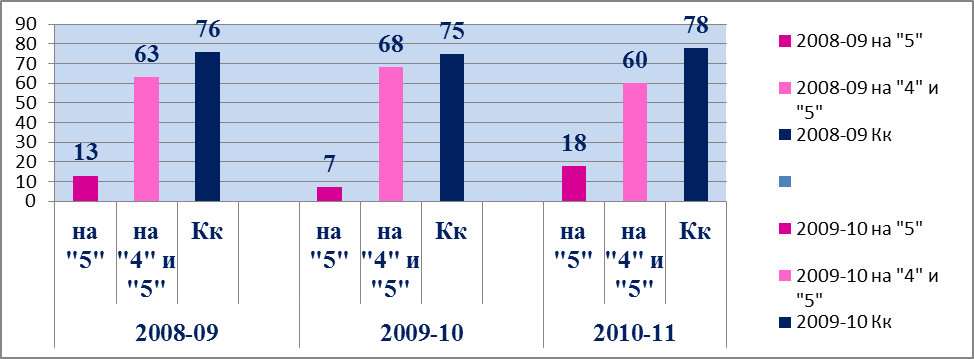 90
80
70
60
50
40
30
20
10
0
13
63
76
7
68
75
18
60
78
на "5"
на "4" и "5"
Кк
на "5"
на "4" и "5"
Кк
на "5"
на "4" и "5"
Кк
2008-09
2009-10
2010-11
2008-09 на "5"
2008-09 на "4" и
"5"
2008-09 Кк
2009-10 на "5"
2009-10 на "4" и
"5"
2009-10 Кк